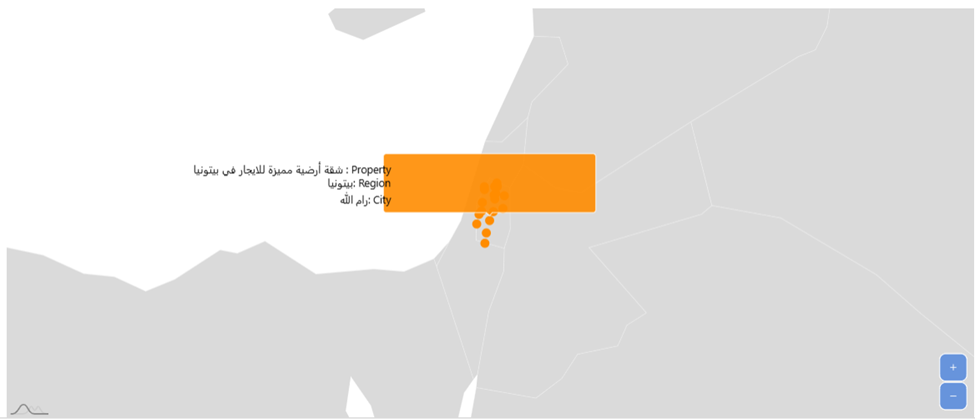 شقة أرضية مميزة للايجار في بيتونيا : Property
بيتونيا: Region
رام الله: City
+
−